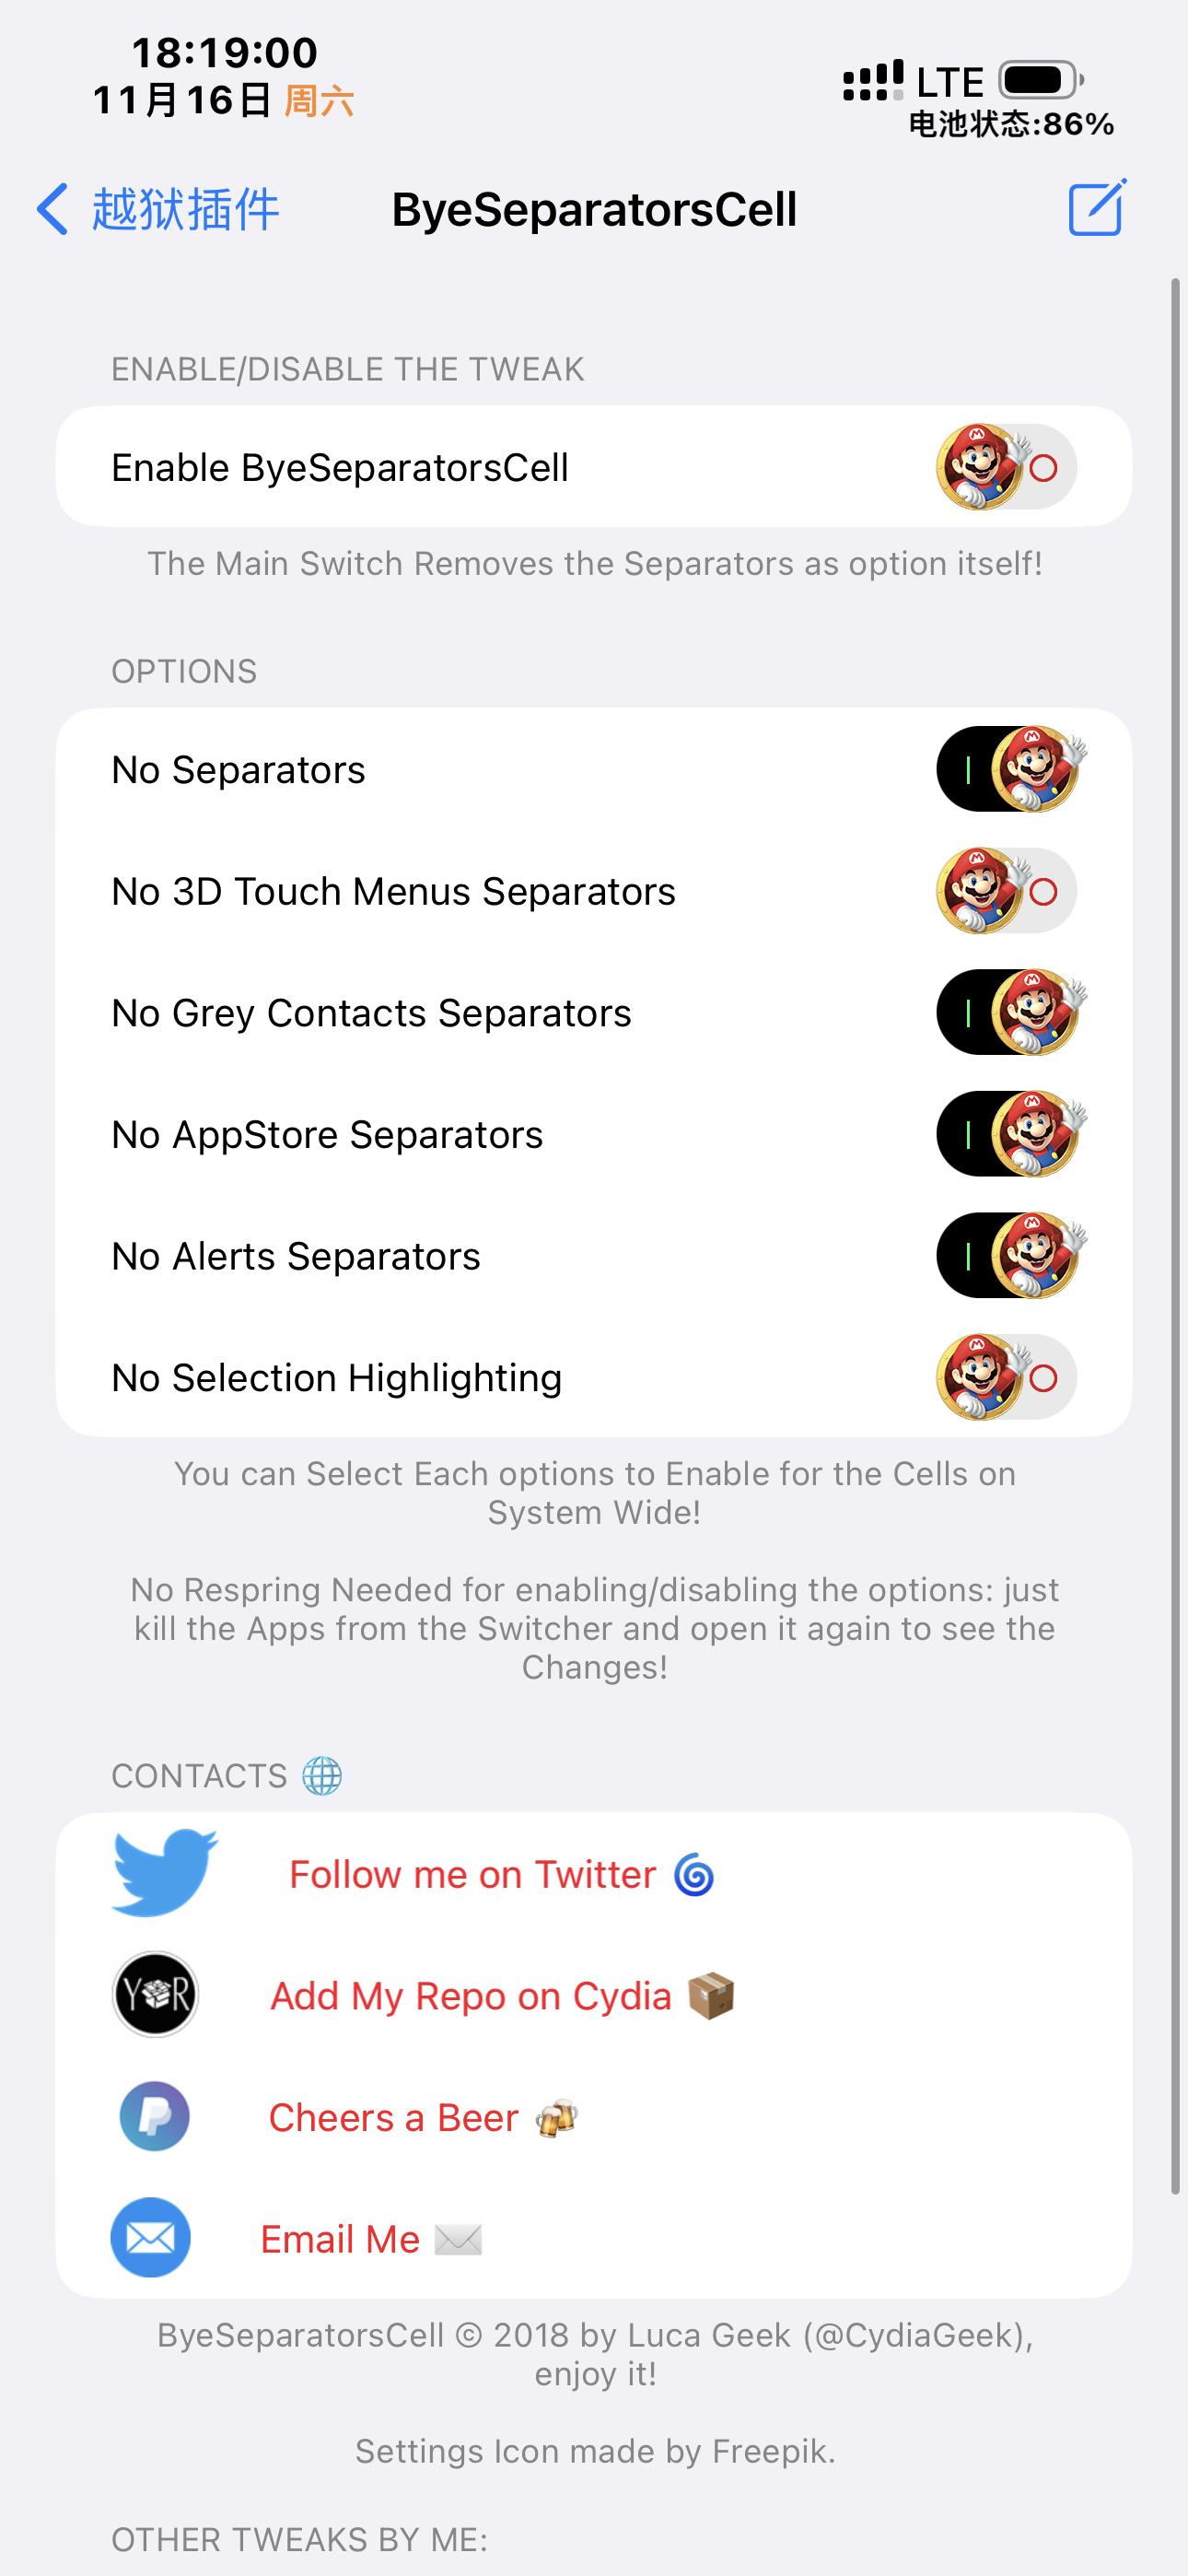 18:19:00
11月16日 周六
LTE
电池状态:86%
越狱插件
ByeSeparatorsCell
ENABLE/DISABLE THE TWEAK
Enable ByeSeparatorsCell
The Main Switch Removes the Separators as option itself!
OPTIONS
No Separators
No 3D Touch Menus Separators
No Grey Contacts Separators
No AppStore Separators
No Alerts Separators
No Selection Highlighting
You can Select Each options to Enable for the Cells on
System Wide!
No Respring Needed for enabling/disabling the options: just
kill the Apps from the Switcher and open it again to see the
Changes!
CONTACTS 🌐
Follow me on Twitter 🌀
YR
Add My Repo on Cydia 📦
Cheers a Beer 🍻
Email Me ✉️
ByeSeparatorsCell © 2018 by Luca Geek (@CydiaGeek),
enjoy it!
Settings Icon made by Freepik.
OTHER TWEAKS BY ME: